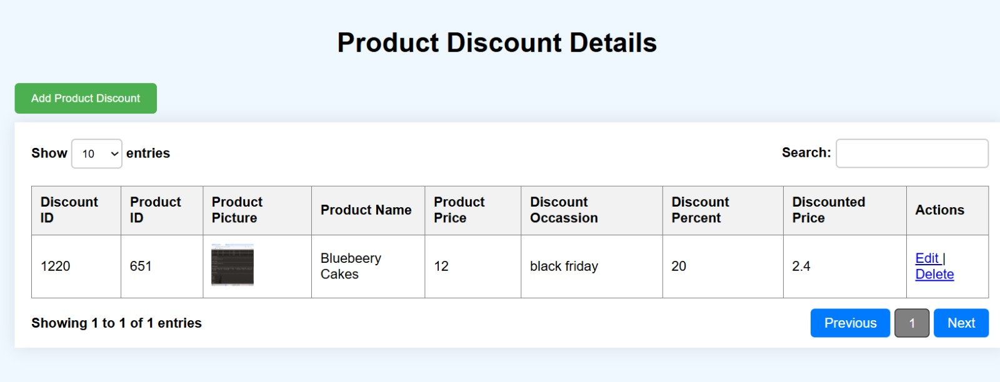 Product Discount Details
Add Product Discount
Show 10 entries
Search:
Discount ID
Product ID
Product Picture
Product Name
Product Price
Discount Occassion
Discount Percent
Discounted Price
Actions
1220
651
Bluebeery
Cakes
12
black friday
20
2.4
Edit |
Delete
Showing 1 to 1 of 1 entries
Previous 1 Next